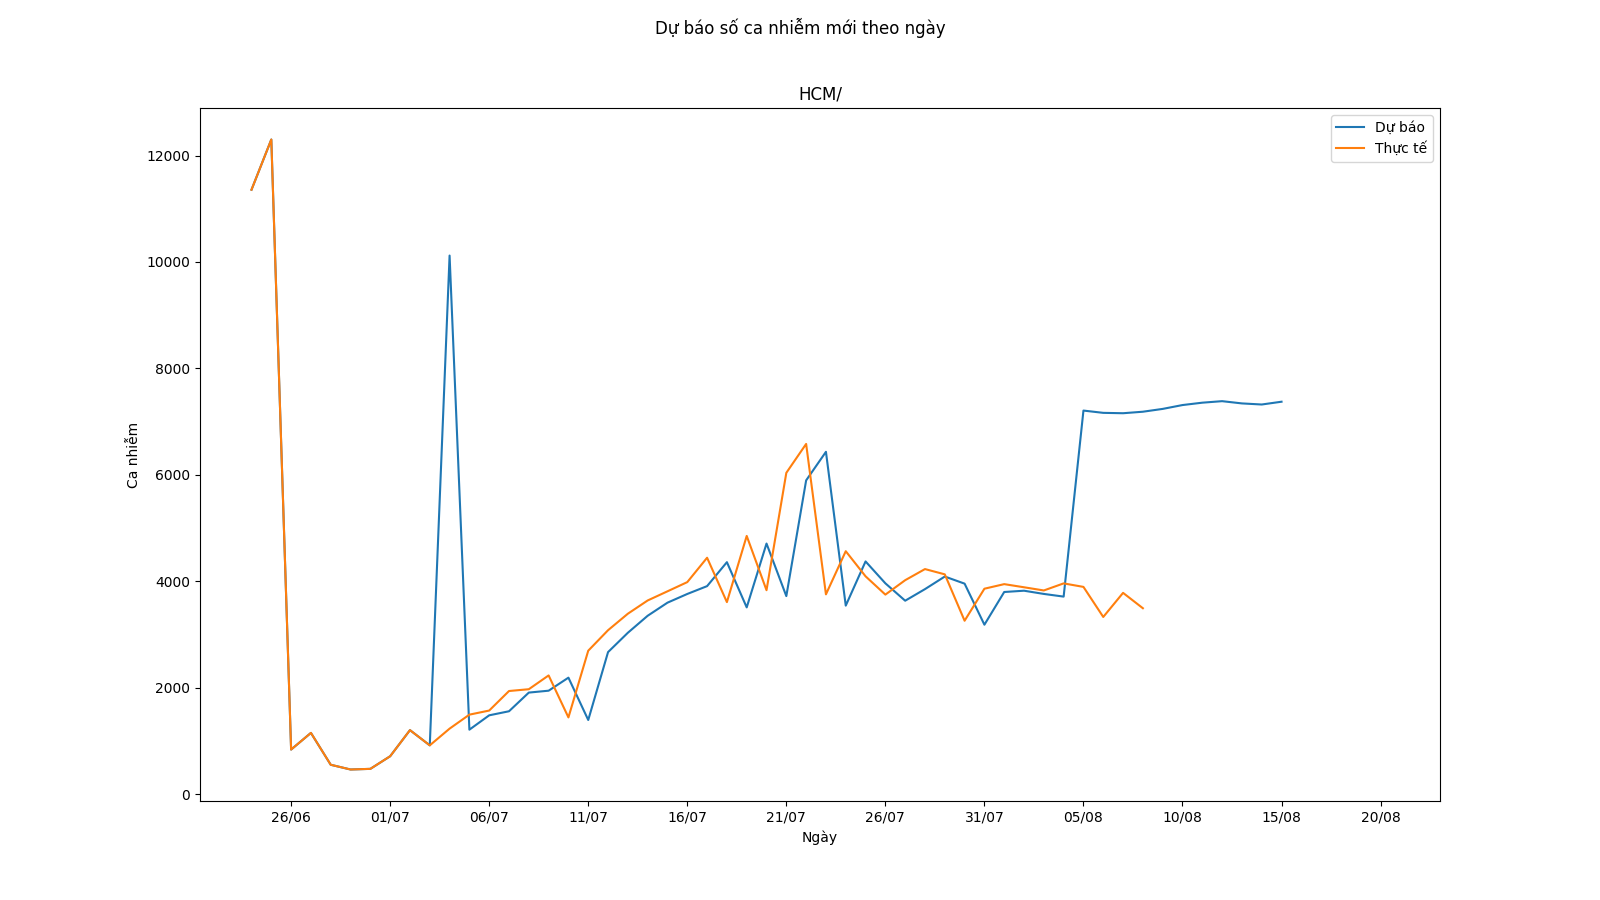 Dự báo số ca nhiễm mới theo ngày
HCM/
Dự báo
Thực tế
12000
10000
8000
6000
4000
2000
0
Ca nhiễm
26/06 01/07 06/07 11/07 16/07 21/07 26/07 31/07 05/08 10/08 15/08 20/08
Ngày